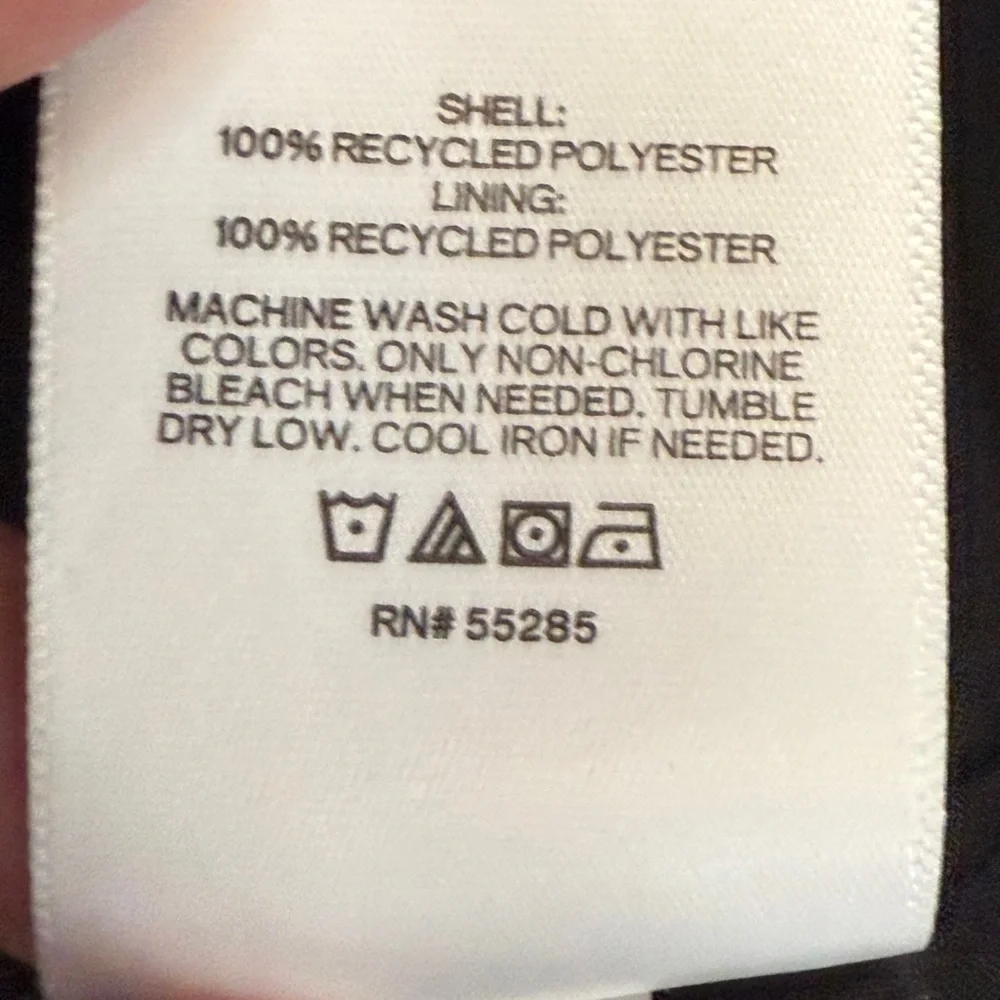 SHELL:
100% RECYCLED POLYESTER
LINING:
100% RECYCLED POLYESTER
MACHINE WASH COLD WITH LIKE
COLORS. ONLY NON-CHLORINE
BLEACH WHEN NEEDED. TUMBLE
DRY LOW. COOL IRON IF NEEDED.
RN# 55285